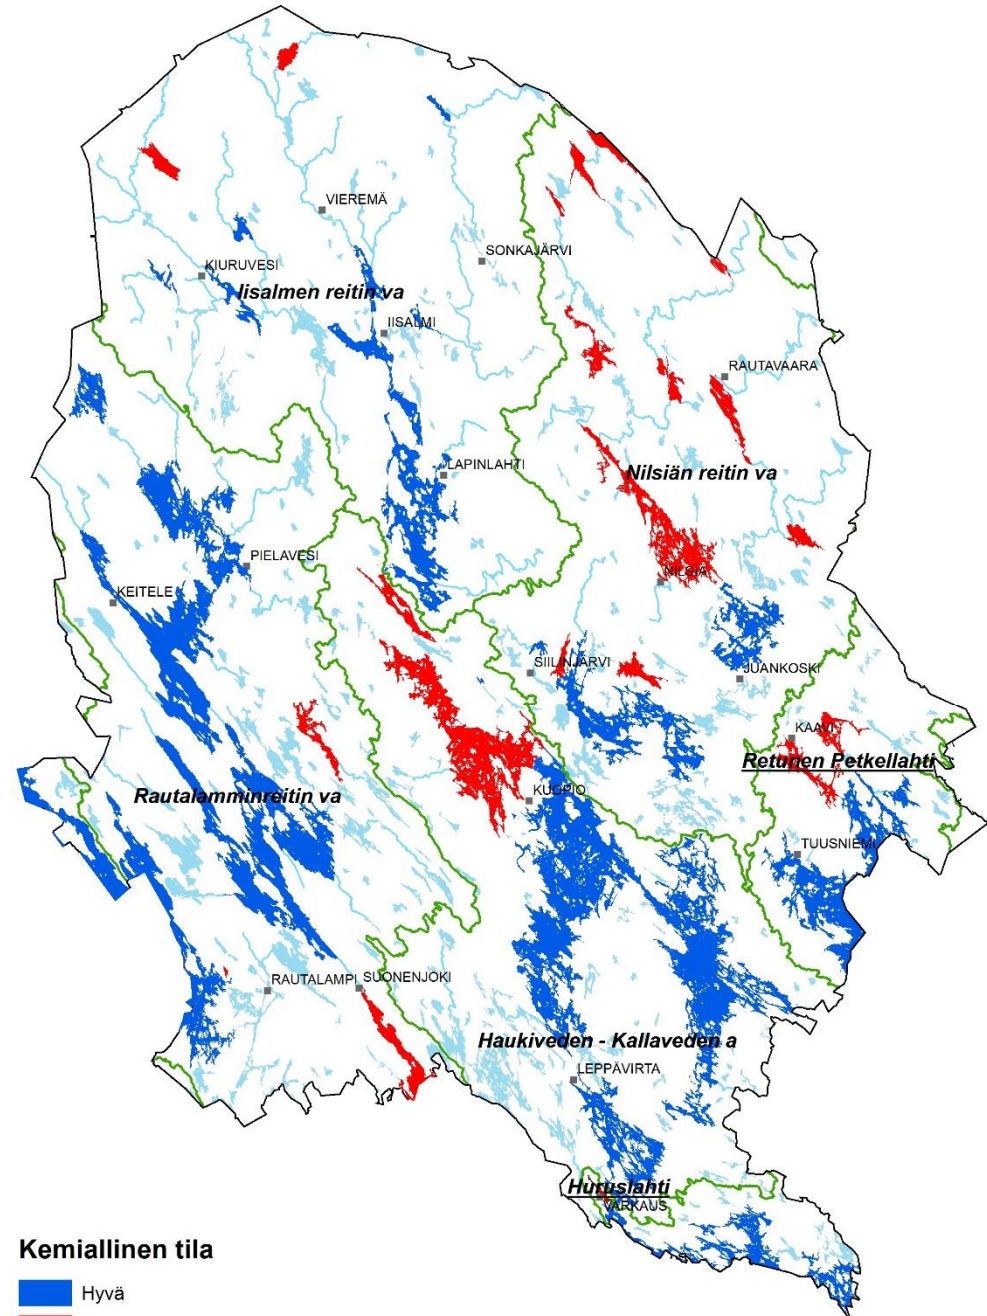 VIEREMÄ
SONKAJÄRVI
KIURUVESI
Iisalmen reitin va
IISALMI
RAUTAVAARA
LAPINLAHTI
Nilsiän reitin va
PIELAVESI
NILSIÄ
KEITELE
SIILINJÄRVI
JUANKOSKI
KAAVI
Retunen Petkellahti
Rautalamminreitin va
KUOPIO
TUUSNIEMI
RAUTALAMPI
SUONENJOKI
Haukiveden - Kallaveden a
LEPPÄVIRTA
Huruslahti
VARKAUS
Kemiallinen tila
Hyvä